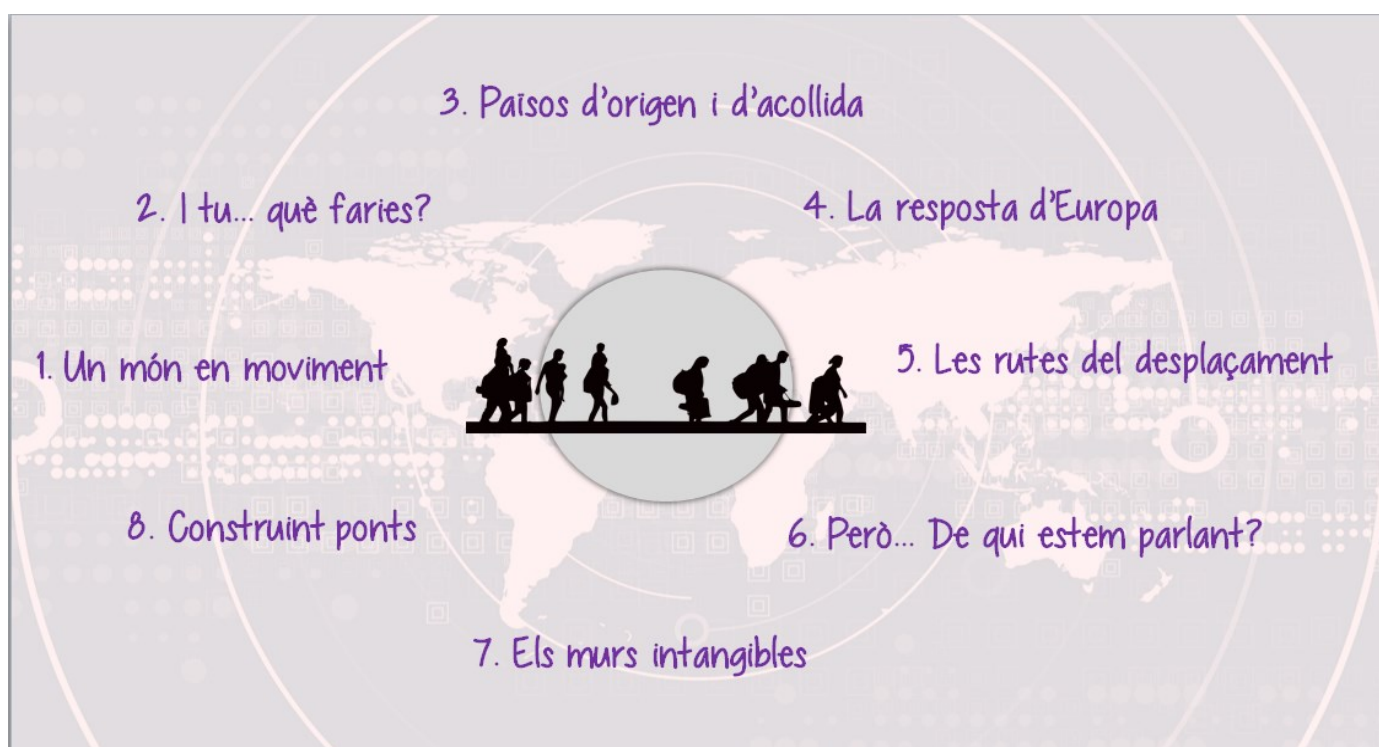 3. Països d'origen i d'acollida
2. I tu... què faries?
4. La resposta d'Europa
1. Un món en moviment
5. Les rutes del desplaçament
8. Construint ponts
6. Però... De qui estem parlant?
7. Els murs intangibles